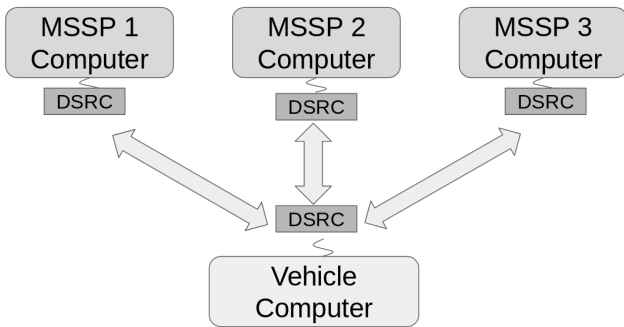 MSSP 1
Computer
MSSP 2
Computer
MSSP 3
Computer
DSRC
DSRC
DSRC
DSRC
Vehicle
Computer